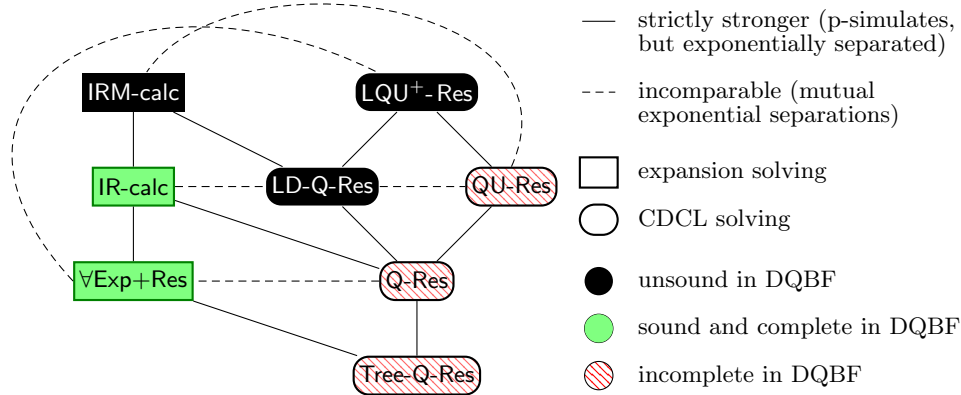 IRM-calc
LQU⁺-Res
IR-calc
LD-Q-Res
QU-Res
∀Exp+Res
Q-Res
Tree-Q-Res
strictly stronger (p-simulates,
but exponentially separated)
incomparable (mutual
exponential separations)
expansion solving
CDCL solving
unsound in DQBF
sound and complete in DQBF
incomplete in DQBF